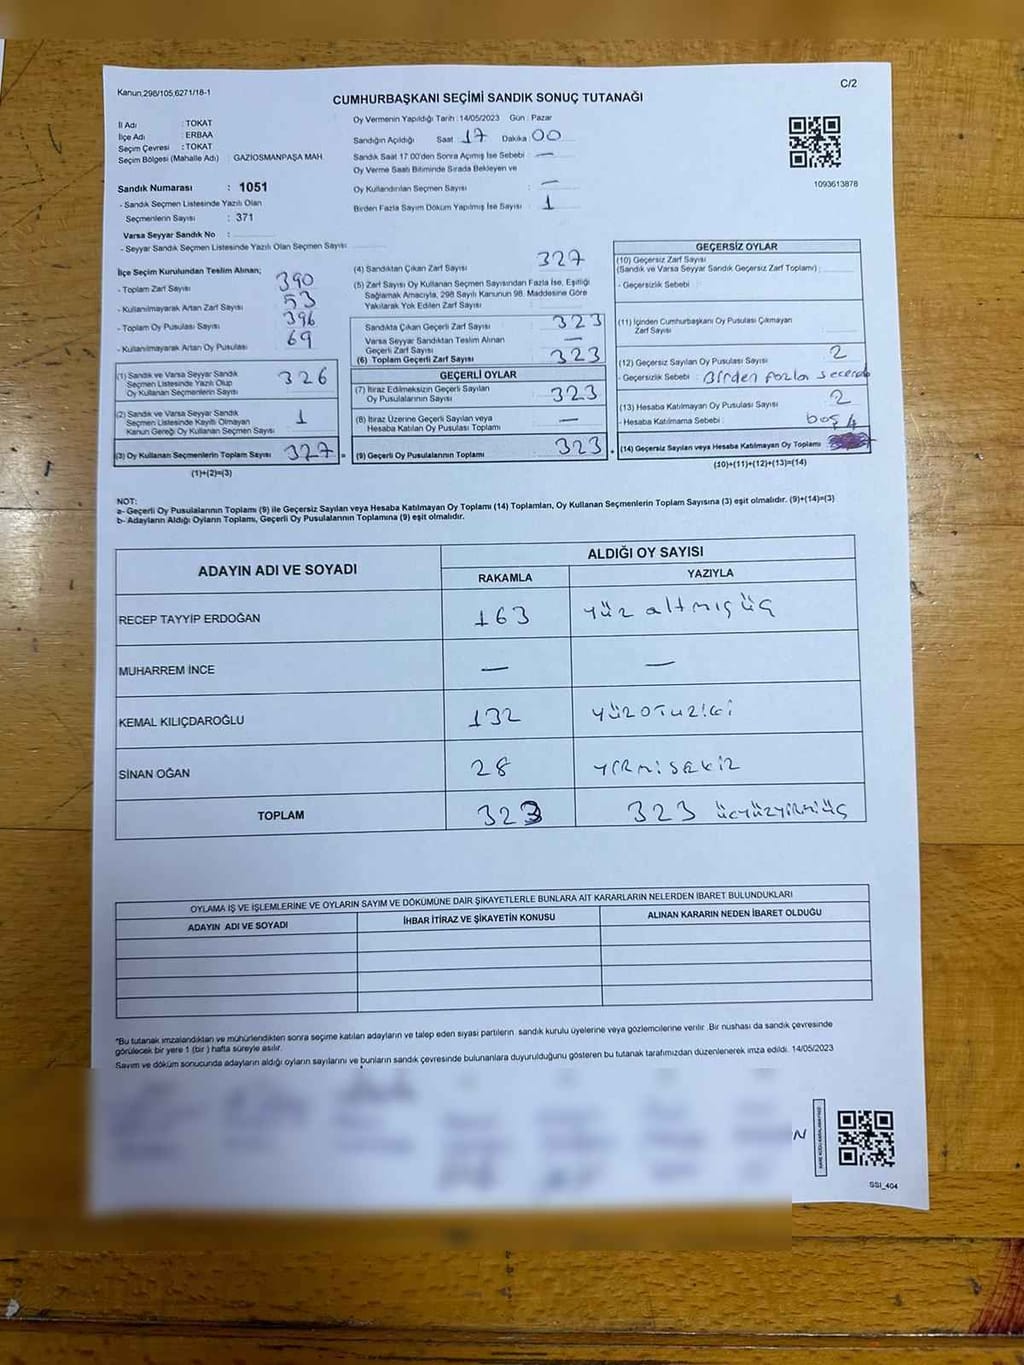 Kanun,298/105,6271/18-1
C/2
CUMHURBAŞKANI SEÇİMİ SANDIK SONUÇ TUTANAĞI
İl Adı : TOKAT
İlçe Adı : ERBAA
Seçim Çevresi : TOKAT
Seçim Bölgesi (Mahalle Adı) GAZİOSMANPAŞA MAH.
Sandık Numarası : 1051
- Sandık Seçmen Listesinde Yazılı Olan
Seçmenlerin Sayısı : 371
Varsa Seyyar Sandık No :
- Seyyar Sandık Seçmen Listesinde Yazılı Olan Seçmen Sayısı
Oy Vermenin Yapıldığı Tarih : 14/05/2023 Gün : Pazar
Sandığın Açıldığı Saat 17 Dakika 00
Sandık Saat 17.00'den Sonra Açımış İse Sebebi : —
Oy Verme Saati Bitiminde Sırada Bekleyen ve
Oy Kullandırılan Seçmen Sayısı : —
Birden Fazla Sayım Döküm Yapılmış İse Sayısı : 1
1093613878
İlçe Seçim Kurulundan Teslim Alınan;
- Toplam Zarf Sayısı 390
- Kullanılmayarak Artan Zarf Sayısı 53
- Toplam Oy Pusulası Sayısı 396
- Kullanılmayarak Artan Oy Pusulası 69
(1) Sandık ve Varsa Seyyar Sandık
Seçmen Listesinde Yazılı Olup
Oy Kullanan Seçmenlerin Sayısı 326
(2) Sandık ve Varsa Seyyar Sandık
Seçmen Listesinde Kayıtlı Olmayan
Kanun Gereği Oy Kullanan Seçmen Sayısı 1
(3) Oy Kullanan Seçmenlerin Toplam Sayısı 327 =
(1)+(2)=(3)
(4) Sandıktan Çıkan Zarf Sayısı 327
(5) Zarf Sayısı Oy Kullanan Seçmen Sayısından Fazla İse, Eşitliği
Sağlamak Amacıyla, 298 Sayılı Kanunun 98. Maddesine Göre
Yakılarak Yok Edilen Zarf Sayısı
Sandıkta Çıkan Geçerli Zarf Sayısı 323
Varsa Seyyar Sandıktan Teslim Alınan
Geçerli Zarf Sayısı —
(6) Toplam Geçerli Zarf Sayısı 323
GEÇERLİ OYLAR
(7) İtiraz Edilmeksizin Geçerli Sayılan
Oy Pusulalarının Sayısı 323
(8) İtiraz Üzerine Geçerli Sayılan veya
Hesaba Katılan Oy Pusulası Toplamı —
(9) Geçerli Oy Pusulalarının Toplamı 323
GEÇERSİZ OYLAR
(10) Geçersiz Zarf Sayısı
(Sandık ve Varsa Seyyar Sandık Geçersiz Zarf Toplamı) :
- Geçersizlik Sebebi :
(11) İçinden Cumhurbaşkanı Oy Pusulası Çıkmayan
Zarf Sayısı
(12) Geçersiz Sayılan Oy Pusulası Sayısı 2
- Geçersizlik Sebebi : Birden fazla
(13) Hesaba Katılmayan Oy Pusulası Sayısı 2
- Hesaba Katılmama Sebebi : boş 4
(14) Geçersiz Sayılan veya Hesaba Katılmayan Oy Toplamı
(10)+(11)+(12)+(13)=(14)
NOT:
a- Geçerli Oy Pusulalarının Toplamı (9) ile Geçersiz Sayılan veya Hesaba Katılmayan Oy Toplamı (14) Toplamları, Oy Kullanan Seçmenlerin Toplam Sayısına (3) eşit olmalıdır. (9)+(14)=(3)
b- Adayların Aldığı Oyların Toplamı, Geçerli Oy Pusulalarının Toplamına (9) eşit olmalıdır.
ADAYIN ADI VE SOYADI
ALDIĞI OY SAYISI
RAKAMLA YAZIYLA
RECEP TAYYİP ERDOĞAN 163 yüz altmışüç
MUHARREM İNCE — —
KEMAL KILIÇDAROĞLU 132 yüzotuziki
SİNAN OĞAN 28 yirmisekiz
TOPLAM 323 323 üçyüzyirmiüç
OYLAMA İŞ VE İŞLEMLERİNE VE OYLARIN SAYIM VE DÖKÜMÜNE DAİR ŞİKAYETLERLE BUNLARA AİT KARARLARIN NELERDEN İBARET BULUNDUKLARI
ADAYIN ADI VE SOYADI İHBAR İTİRAZ VE ŞİKAYETİN KONUSU ALINAN KARARIN NEDEN İBARET OLDUĞU
*Bu tutanak imzalandıktan ve mühürlendikten sonra seçime katılan adayların ve talep eden siyasi partilerin sandık kurulu üyelerine veya gözlemcilerine verilir. Bir nushası da sandık çevresinde
görülecek bir yere 1 (bir) hafta süreyle asılır.
Sayım ve döküm sonucunda adayların aldığı oyların sayılarını ve bunların sandık çevresinde bulunanlara duyurulduğunu gösteren bu tutanak tarafımızdan düzenlenerek imza edildi. 14/05/2023
N
SSI_404